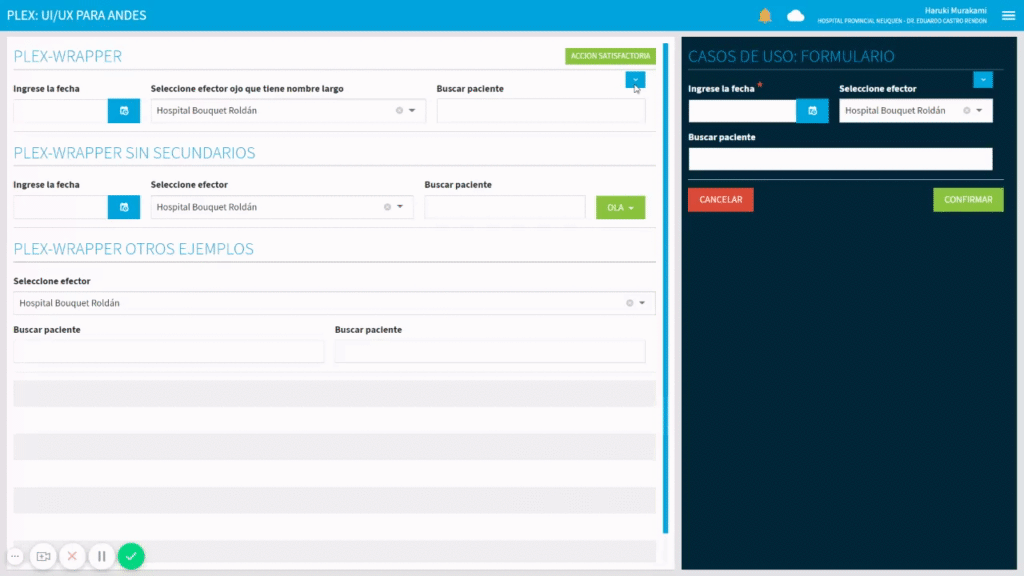 PLEX: UI/UX PARA ANDES
Haruki Murakami
HOSPITAL PROVINCIAL NEUQUEN - DR. EDUARDO CASTRO RENDON
PLEX-WRAPPER
ACCION SATISFACTORIA
Ingrese la fecha
Seleccione efector ojo que tiene nombre largo
Buscar paciente
Hospital Bouquet Roldán
PLEX-WRAPPER SIN SECUNDARIOS
Ingrese la fecha
Seleccione efector
Buscar paciente
Hospital Bouquet Roldán
OLA
PLEX-WRAPPER OTROS EJEMPLOS
Seleccione efector
Hospital Bouquet Roldán
Buscar paciente
Buscar paciente
CASOS DE USO: FORMULARIO
Ingrese la fecha *
Seleccione efector
Hospital Bouquet Roldán
Buscar paciente
CANCELAR
CONFIRMAR